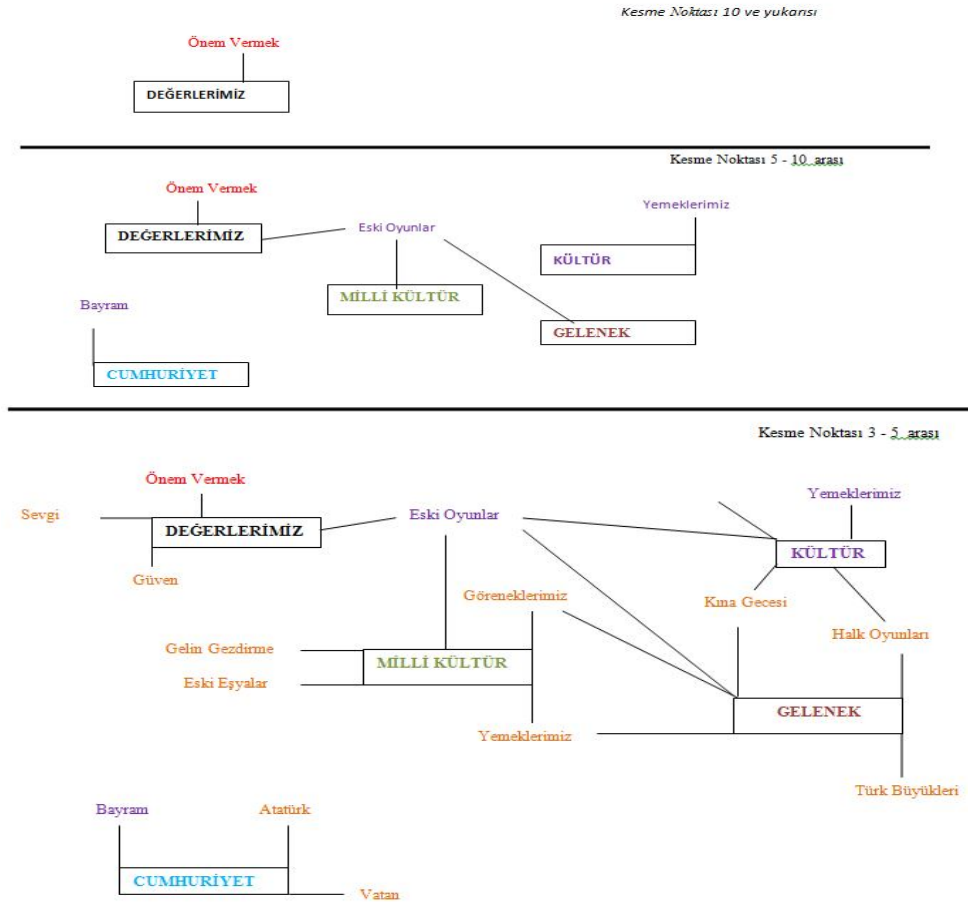 Kesme Noktası 10 ve yukarısı
Önem Vermek
DEĞERLERİMİZ
Kesme Noktası 5 - 10 arası
Önem Vermek
Yemeklerimiz
DEĞERLERİMİZ
Eski Oyunlar
KÜLTÜR
MİLLİ KÜLTÜR
Bayram
GELENEK
CUMHURİYET
Kesme Noktası 3 - 5 arası
Önem Vermek
Yemeklerimiz
Sevgi
Eski Oyunlar
DEĞERLERİMİZ
KÜLTÜR
Güven
Göreneklerimiz
Kına Gecesi
Halk Oyunları
Gelin Gezdirme
MİLLİ KÜLTÜR
Eski Eşyalar
GELENEK
Yemeklerimiz
Türk Büyükleri
Bayram
Atatürk
CUMHURİYET
Vatan